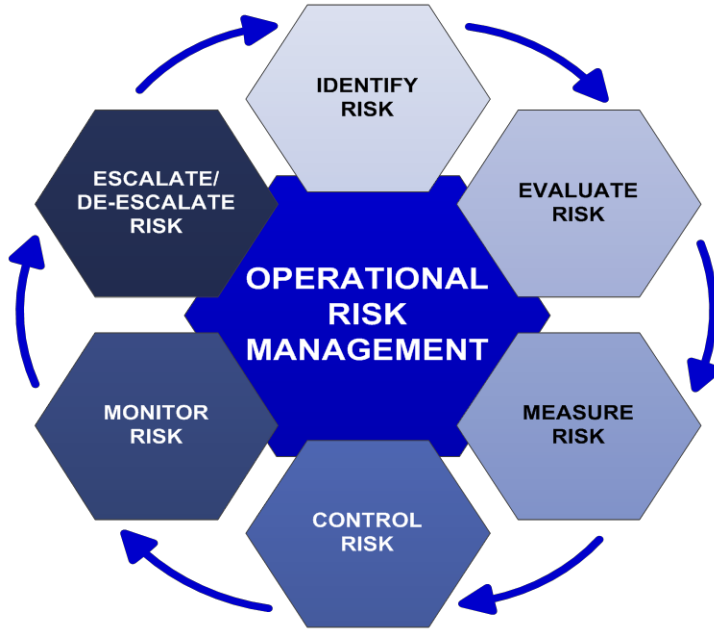 IDENTIFY
RISK
EVALUATE
RISK
MEASURE
RISK
CONTROL
RISK
MONITOR
RISK
ESCALATE/
DE-ESCALATE
RISK
OPERATIONAL
RISK
MANAGEMENT